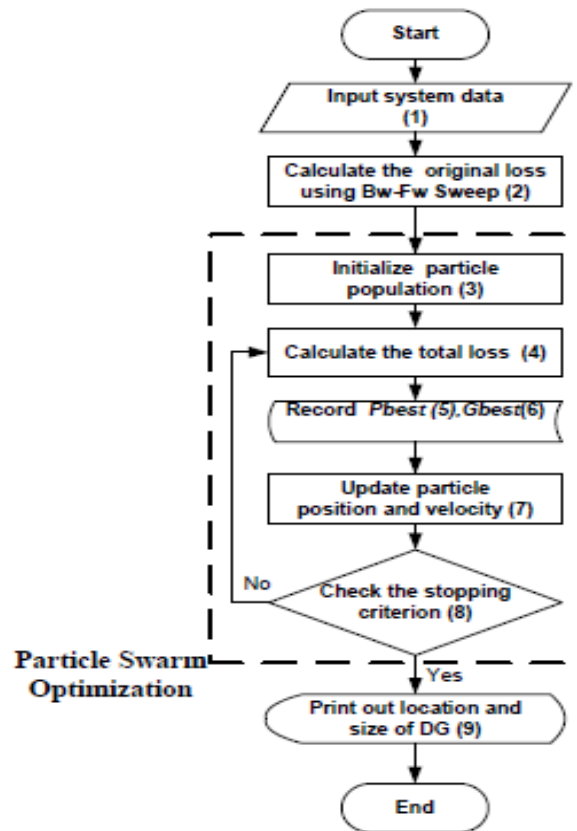 Start
Input system data
(1)
Calculate the original loss
using Bw-Fw Sweep (2)
Initialize particle
population (3)
Calculate the total loss (4)
Record Pbest (5),Gbest(6)
Update particle
position and velocity (7)
No
Check the stopping
criterion (8)
Particle Swarm
Optimization
Yes
Print out location and
size of DG (9)
End